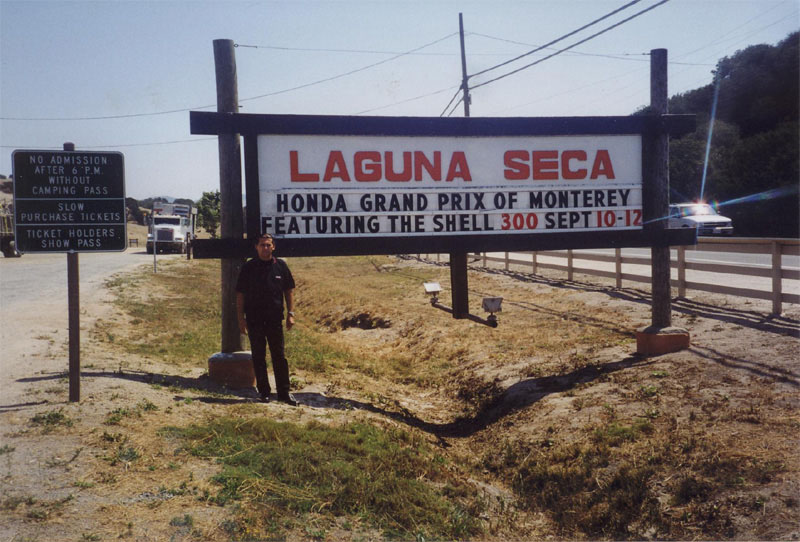 NO ADMISSION
AFTER 6 P.M.
WITHOUT
CAMPING PASS
SLOW
PURCHASE TICKETS
TICKET HOLDERS
SHOW PASS
LAGUNA SECA
HONDA GRAND PRIX OF MONTEREY
FEATURING THE SHELL 300 SEPT 10-12